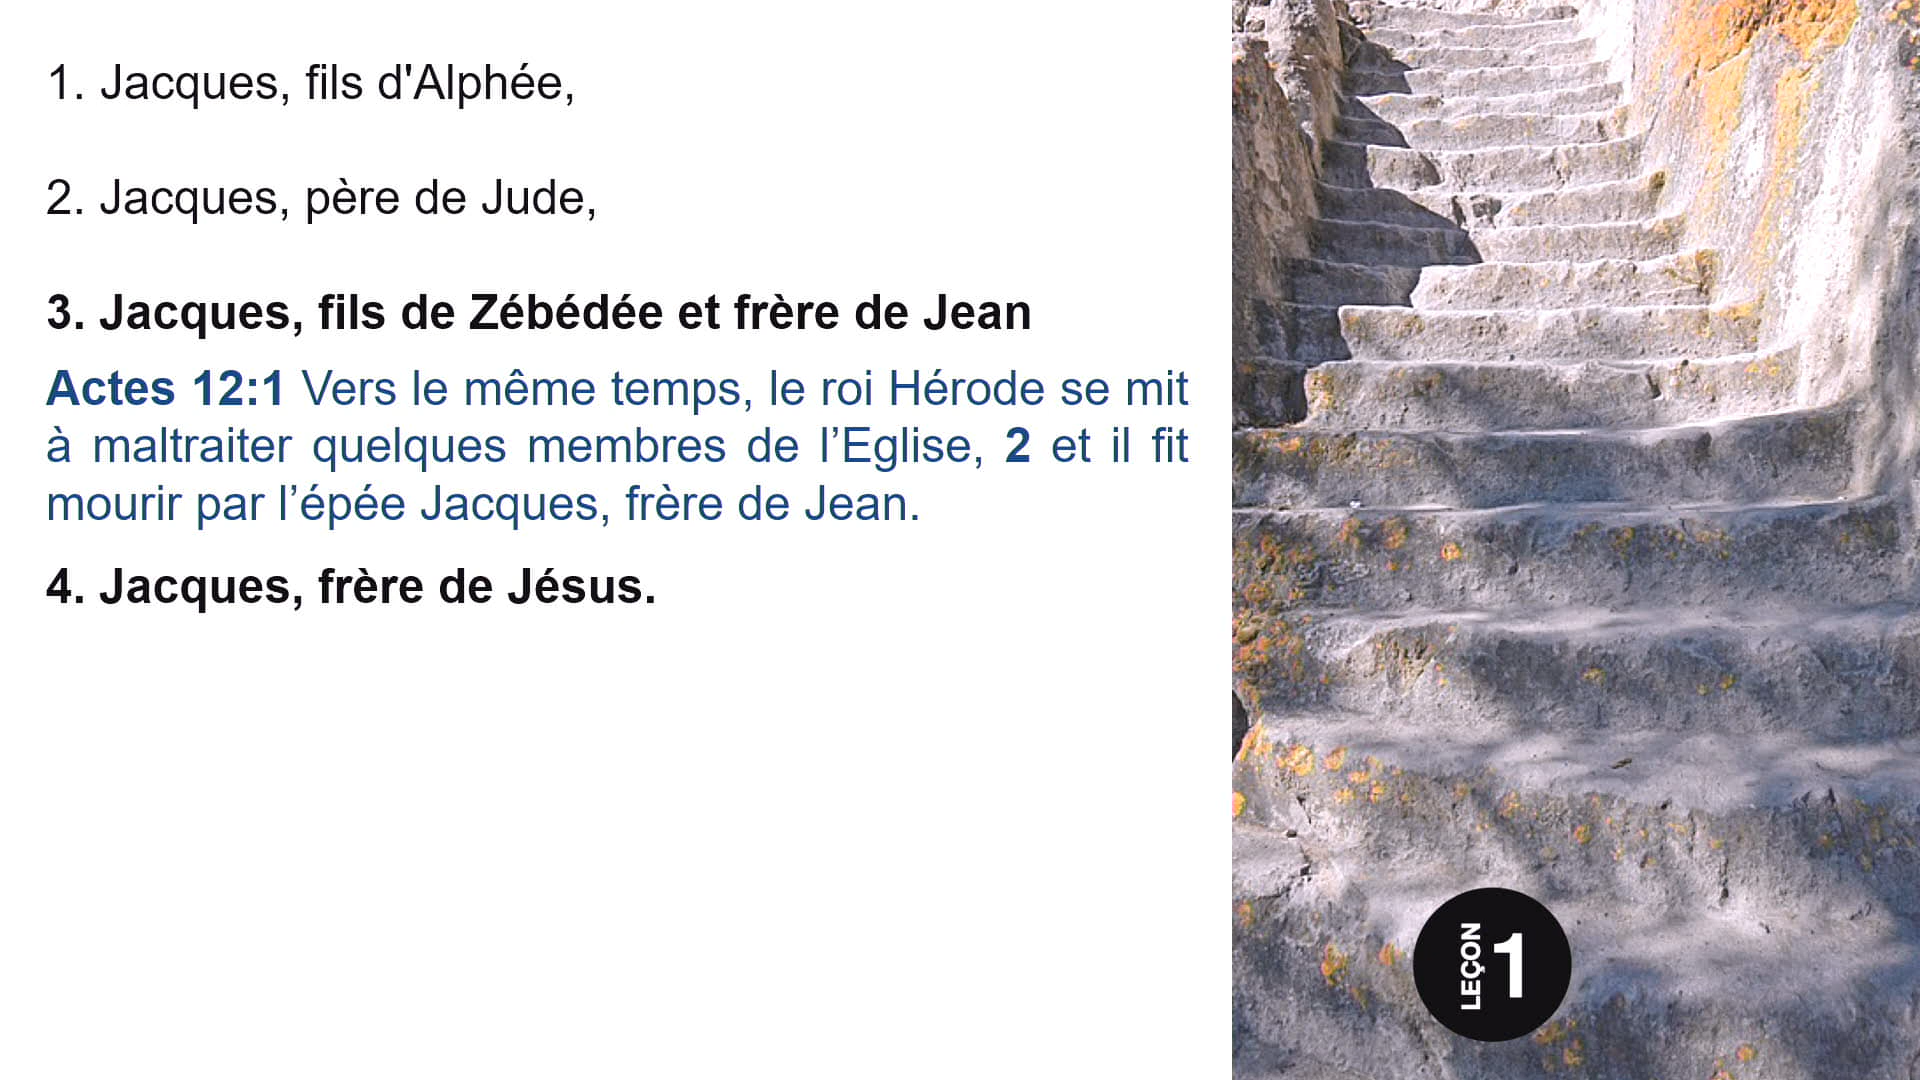 1. Jacques, fils d'Alphée,
2. Jacques, père de Jude,
3. Jacques, fils de Zébédée et frère de Jean
Actes 12:1 Vers le même temps, le roi Hérode se mit
à maltraiter quelques membres de l’Eglise, 2 et il fit
mourir par l’épée Jacques, frère de Jean.
4. Jacques, frère de Jésus.
LEÇON 1